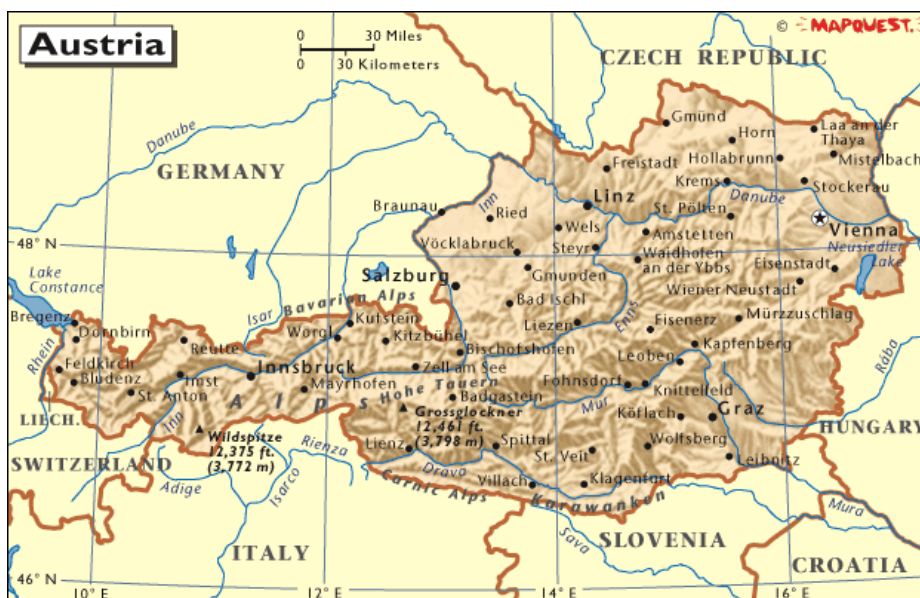 Austria
0 30 Miles
0 30 Kilometers
© MAPQUEST.
CZECH REPUBLIC
Gmünd
Laa an der
Thaya
Horn
Danube
GERMANY
Freistadt
Hollabrunn
Mistelbach
Krems
Stockerau
Linz
Danube
Braunau
Inn
Ried
St. Pölten
Vienna
Wels
Amstetten
48° N
Vöcklabruck
Steyr
Waidhofen
an der Ybbs
Neusiedler
Lake
Eisenstadt
Salzburg
Gmunden
Wiener Neustadt
Lake
Constance
Isar
Bavarian Alps
Bad Ischl
Enns
Bregenz
Dornbirn
Kufstein
Liezen
Eisenerz
Mürzzuschlag
Wörgl
Kitzbühel
Reutte
Bischofshofen
Kapfenberg
Rhein
Leoben
Rába
Feldkirch
Innsbruck
Zell am See
Bludenz
Imst
Mayrhofen
Hohe Tauern
Fohnsdorf
Knittelfeld
St. Anton
Alps
Badgastein
Mur
LIECH.
Inn
Grossglockner
12,461 ft.
(3,798 m)
Köflach
Graz
HUNGARY
Wildspitze
12,375 ft.
(3,772 m)
Rienza
Lienz
Spittal
Wolfsberg
SWITZERLAND
St. Veit
Leibnitz
Drava
Adige
Isarco
Carnic Alps
Villach
Klagenfurt
Karawanken
Mura
ITALY
Sava
SLOVENIA
CROATIA
46° N
10° E
12° E
14° E
16° E